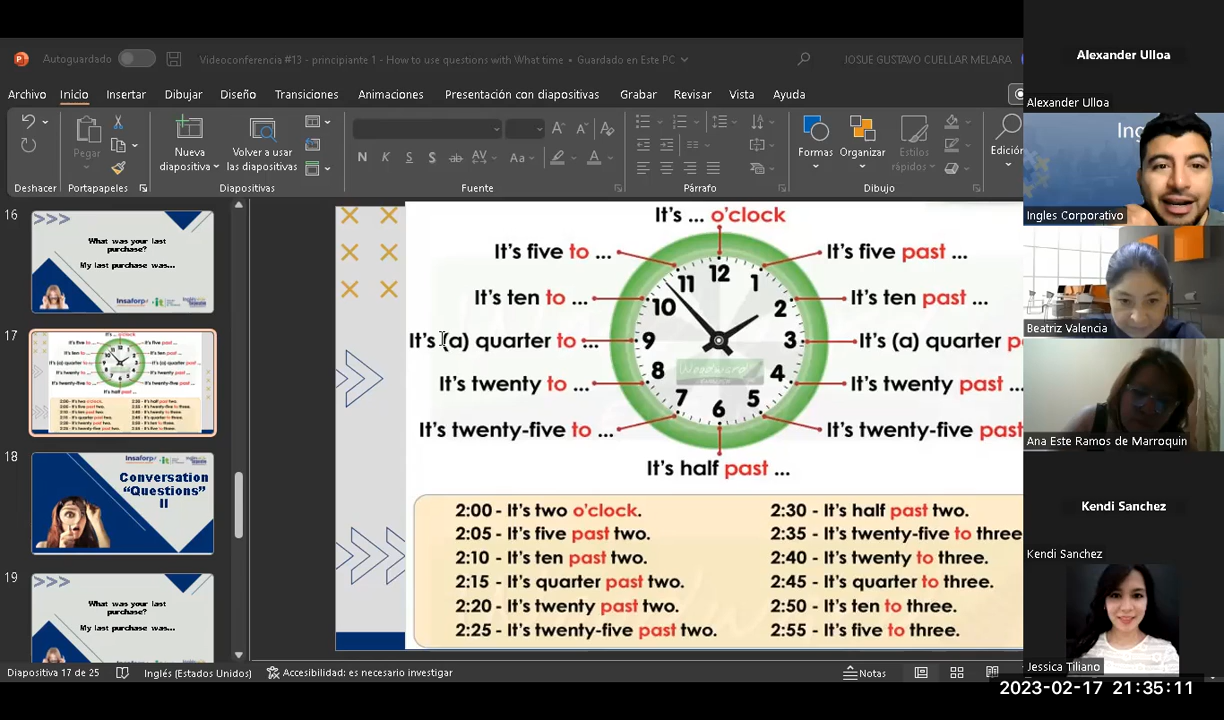 Autoguardado
Videoconferencia #13 - principiante 1 - How to use questions with What time • Guardado en Este PC
JOSUE GUSTAVO CUELLAR MELARA
Archivo Inicio Insertar Dibujar Diseño Transiciones Animaciones Presentación con diapositivas Grabar Revisar Vista Ayuda
Pegar
Nueva diapositiva
Volver a usar las diapositivas
N K S S ab AV Aa A
Formas
Organizar
Estilos rápidos
Edición
Deshacer Portapapeles Diapositivas Fuente Párrafo Dibujo
16
What was your last purchase?
My last purchase was...
17
18
Insaforp
Conversation
“Questions”
II
19
What was your last purchase?
My last purchase was...
It's ... o'clock
It's five to ...
It's five past ...
It's ten to ...
It's ten past ...
It's (a) quarter to ...
It's (a) quarter p
It's twenty to ...
It's twenty past ...
It's twenty-five to ...
It's twenty-five past
It's half past ...
12 1 2 3 4 5 6 7 8 9 10 11
Woodward
2:00 - It's two o'clock.
2:05 - It's five past two.
2:10 - It's ten past two.
2:15 - It's quarter past two.
2:20 - It's twenty past two.
2:25 - It's twenty-five past two.
2:30 - It's half past two.
2:35 - It's twenty-five to three
2:40 - It's twenty to three.
2:45 - It's quarter to three.
2:50 - It's ten to three.
2:55 - It's five to three.
Diapositiva 17 de 25
Inglés (Estados Unidos)
Accesibilidad: es necesario investigar
Notas
Alexander Ulloa
Alexander Ulloa
Ing
Ingles Corporativo
Beatriz Valencia
Ana Este Ramos de Marroquin
Kendi Sanchez
Kendi Sanchez
Jessica Tiliano
2023-02-17 21:35:11